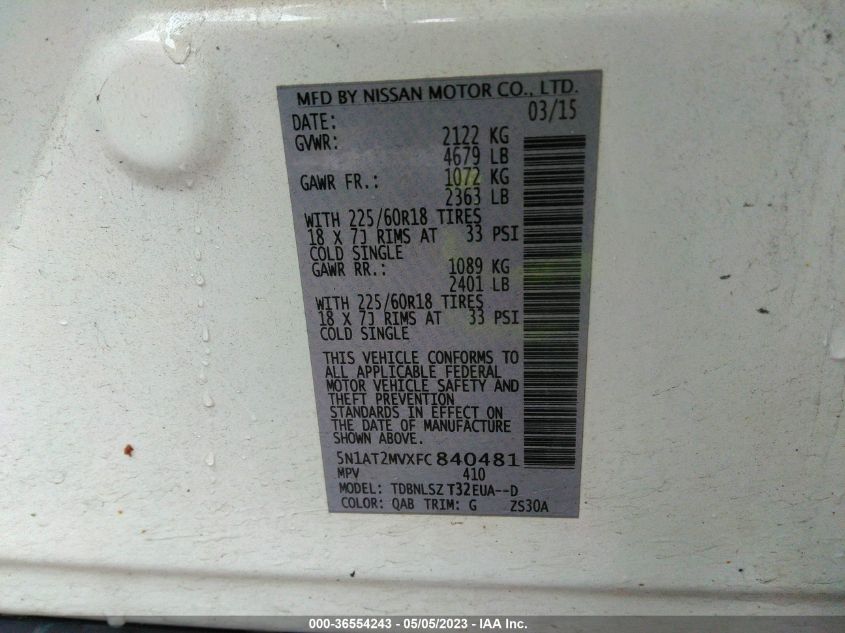 MFD BY NISSAN MOTOR CO., LTD.
DATE: 03/15
GVWR: 2122 KG
4679 LB
GAWR FR.: 1072 KG
2363 LB
WITH 225/60R18 TIRES
18 X 7J RIMS AT 33 PSI
COLD SINGLE
GAWR RR.: 1089 KG
2401 LB
WITH 225/60R18 TIRES
18 X 7J RIMS AT 33 PSI
COLD SINGLE
THIS VEHICLE CONFORMS TO
ALL APPLICABLE FEDERAL
MOTOR VEHICLE SAFETY AND
THEFT PREVENTION
STANDARDS IN EFFECT ON
THE DATE OF MANUFACTURE
SHOWN ABOVE.
5N1AT2MVXFC840481
MPV 410
MODEL: TDBNLSZ T32EUA--D
COLOR: QAB TRIM: G ZS30A
000-36554243 - 05/05/2023 - IAA Inc.